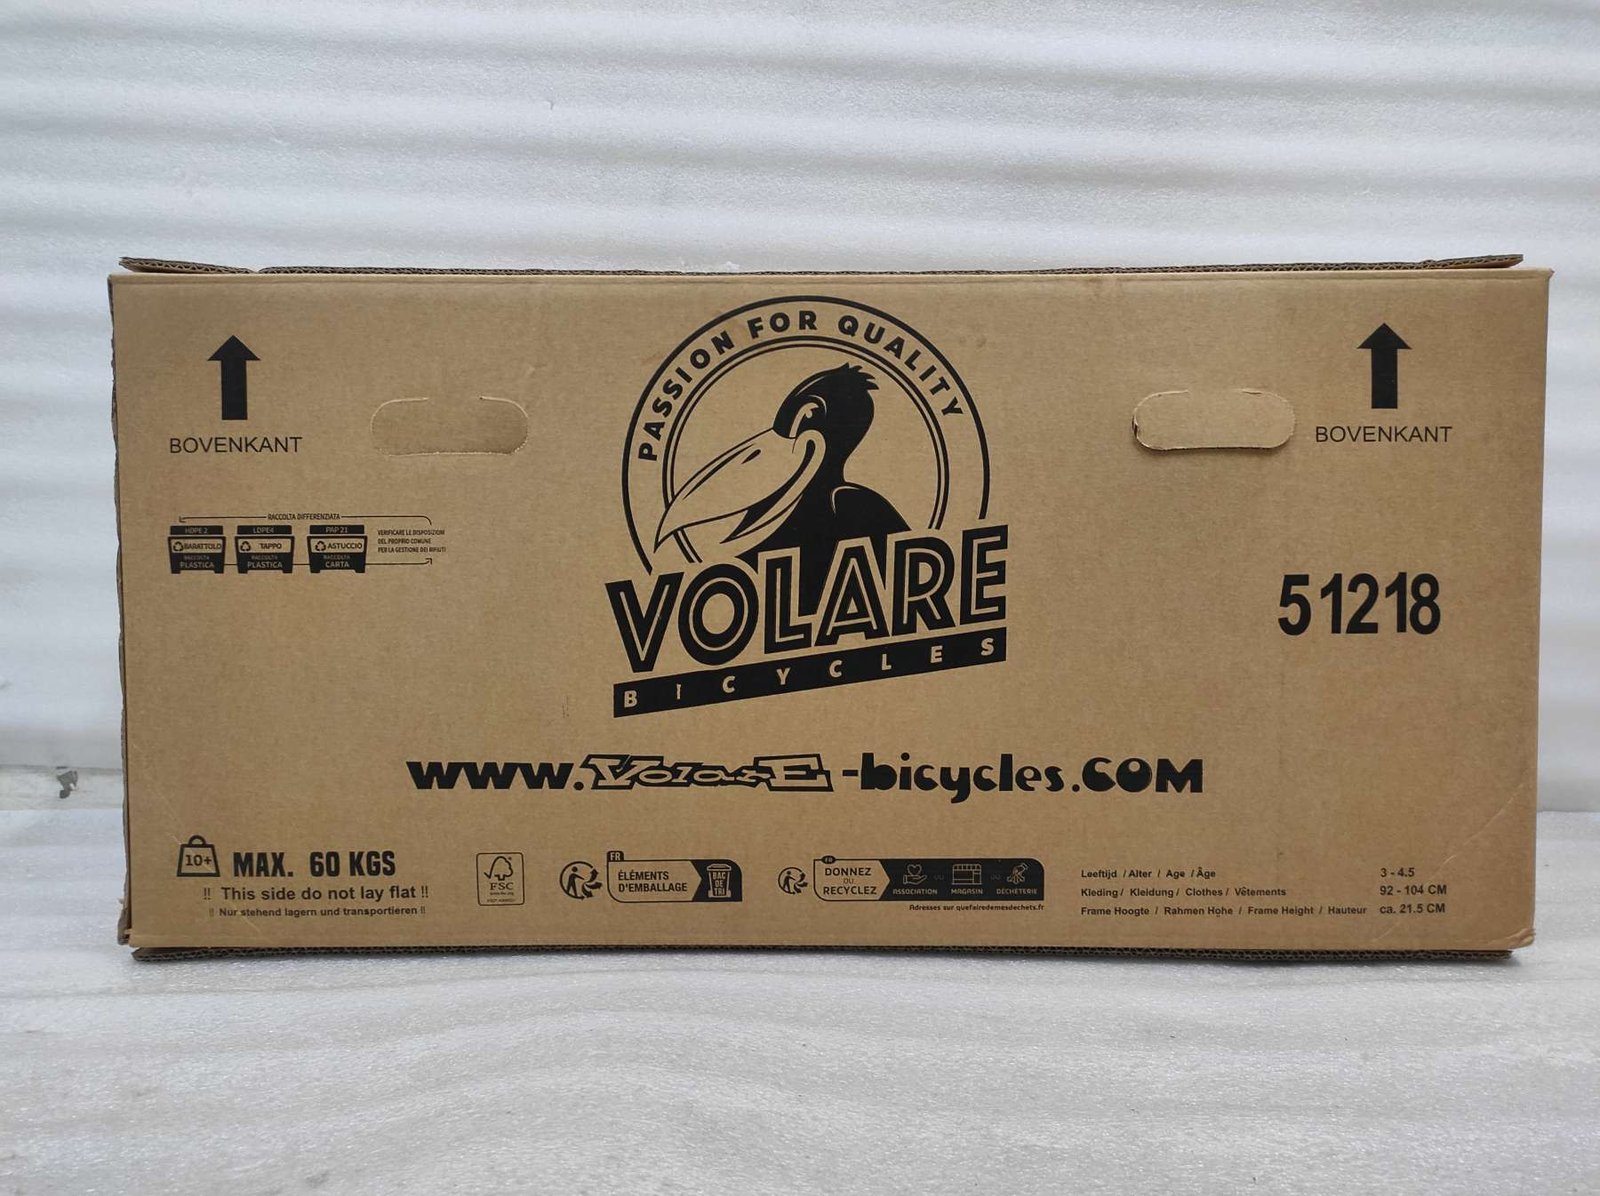 PASSION FOR QUALITY
VOLARE
BICYCLES
BOVENKANT
BOVENKANT
RACCOLTA DIFFERENZIATA
HDPE 2
BARATTOLO
RACCOLTA
PLASTICA
LDPE4
TAPPO
RACCOLTA
PLASTICA
PAP 21
ASTUCCIO
RACCOLTA
CARTA
VERIFICARE LE DISPOSIZIONI
DEL PROPRIO COMUNE
PER LA GESTIONE DEI RIFIUTI
51218
www.VolarE-bicycles.COM
10+
MAX. 60 KGS
!! This side do not lay flat !!
!! Nur stehend lagern und transportieren !!
FSC
FR
ÉLÉMENTS
D'EMBALLAGE
BAC
DE
TRI
FR
DONNEZ
OU
RECYCLEZ
ASSOCIATION
OU
MAGASIN
OU
DÉCHÈTERIE
Adresses sur quefairedemesdechets.fr
Leeftijd / Alter / Age / Âge 3 - 4.5
Kleding / Kleidung / Clothes / Vêtements 92 - 104 CM
Frame Hoogte / Rahmen Hohe / Frame Height / Hauteur ca. 21.5 CM